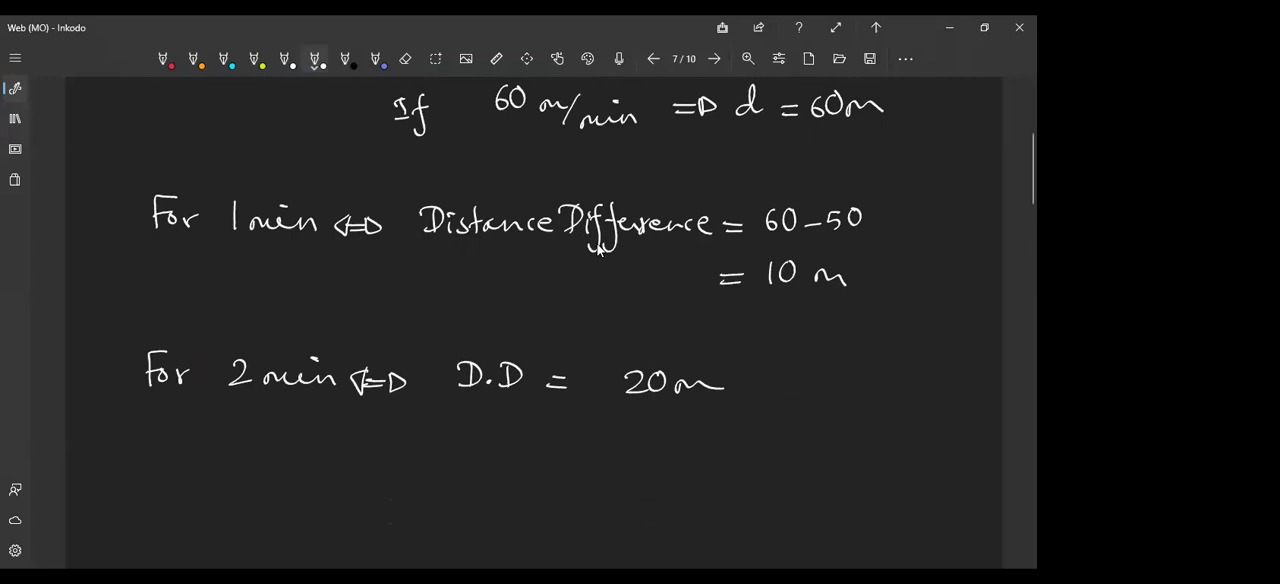 Web (MO) - Inkodo
7 / 10
If 60 m/min ⇒ d = 60m
For 1 min ⇔ Distance Difference = 60 - 50
= 10 m
For 2 min ⇔ D.D = 20m